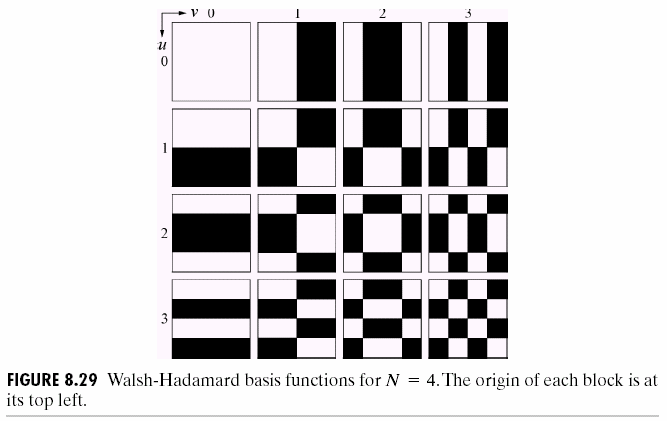 v 0 1 2 3
u
0
1
2
3
FIGURE 8.29 Walsh-Hadamard basis functions for N = 4. The origin of each block is at
its top left.